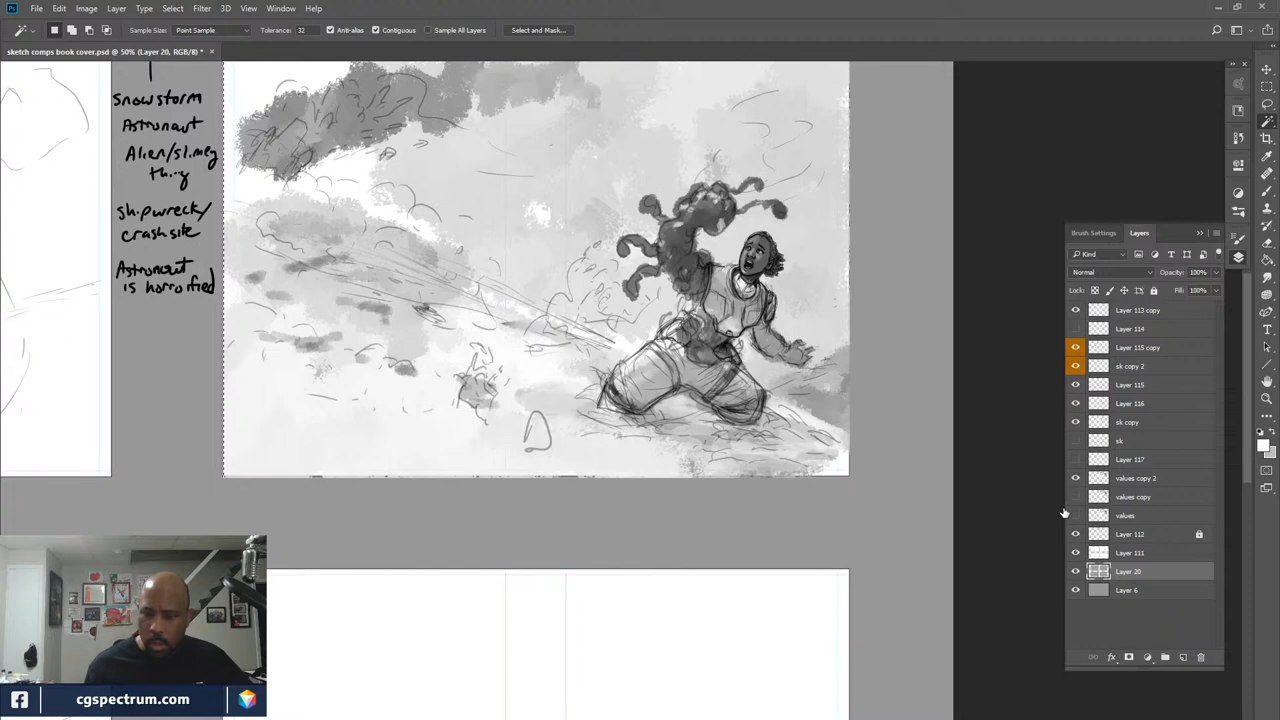 File Edit Image Layer Type Select Filter 3D View Window Help
Sample Size: Point Sample Tolerance: 32 Anti-alias Contiguous Sample All Layers Select and Mask...
sketch comps book cover.psd @ 50% (Layer 20, RGB/8) *
Snowstorm
Astronaut
Alien/slimey
thing
shipwreck/
crash site
Astronaut
is horrified
D
Brush Settings Layers
Kind
Normal Opacity: 100%
Lock: Fill: 100%
Layer 113 copy
Layer 114
Layer 115 copy
sk copy 2
Layer 115
Layer 116
sk copy
sk
Layer 117
values copy 2
values copy
values
Layer 112
Layer 111
Layer 20
Layer 6
fx
cgspectrum.com